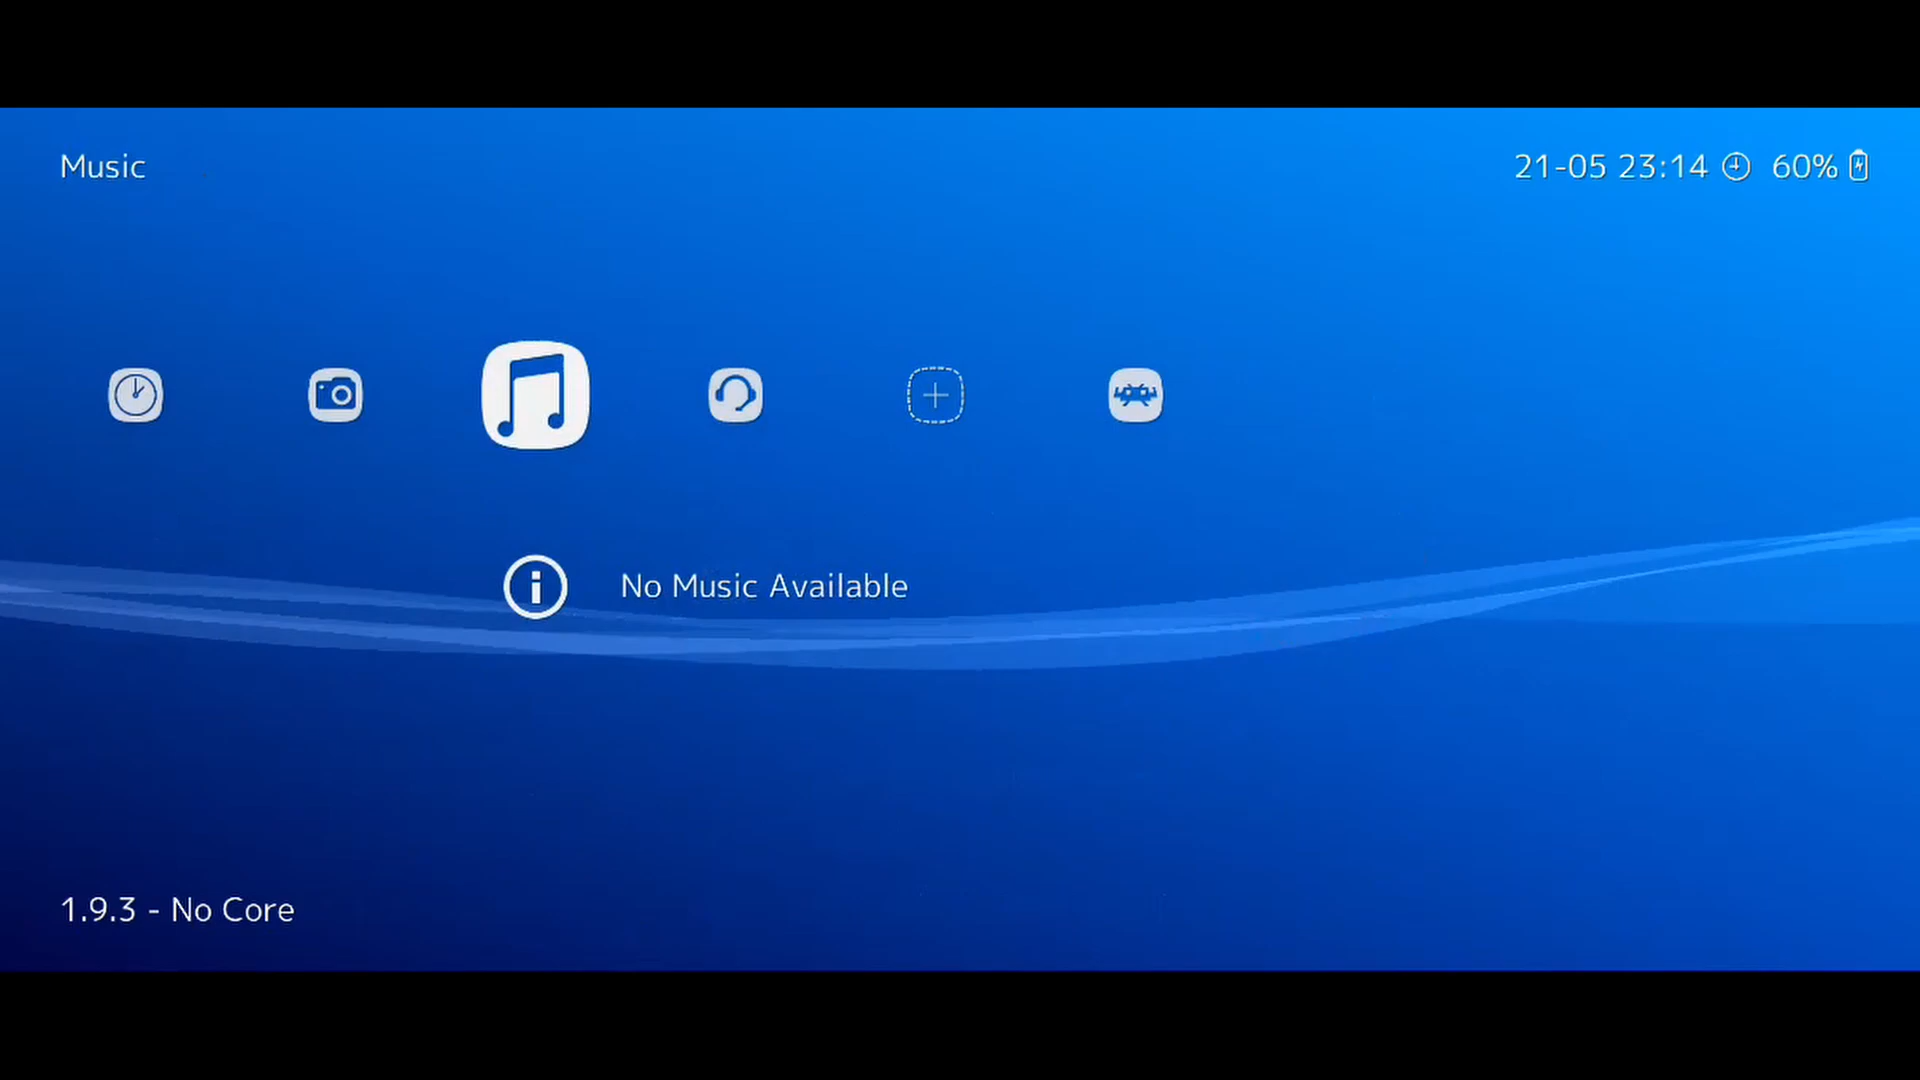 Music
21-05 23:14 60%
No Music Available
1.9.3 - No Core